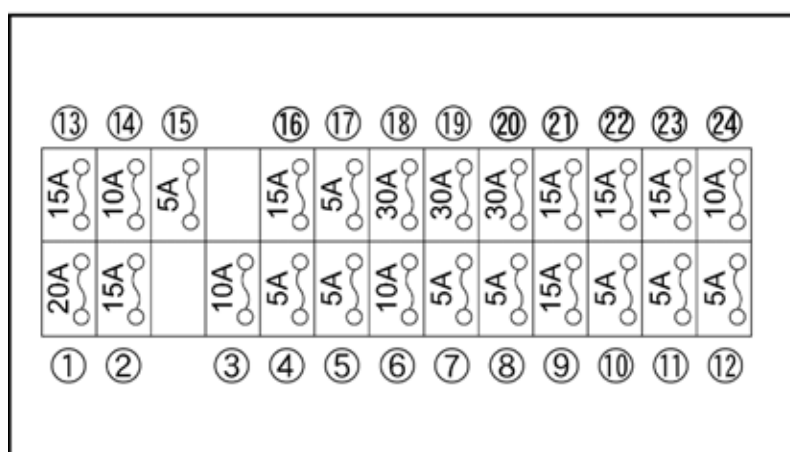 ⑬ ⑭ ⑮ ⑯ ⑰ ⑱ ⑲ ⑳ ㉑ ㉒ ㉓ ㉔
15A 10A 5A 15A 5A 30A 30A 30A 15A 15A 15A 10A
20A 15A 10A 5A 5A 10A 5A 5A 15A 5A 5A 5A
① ② ③ ④ ⑤ ⑥ ⑦ ⑧ ⑨ ⑩ ⑪ ⑫